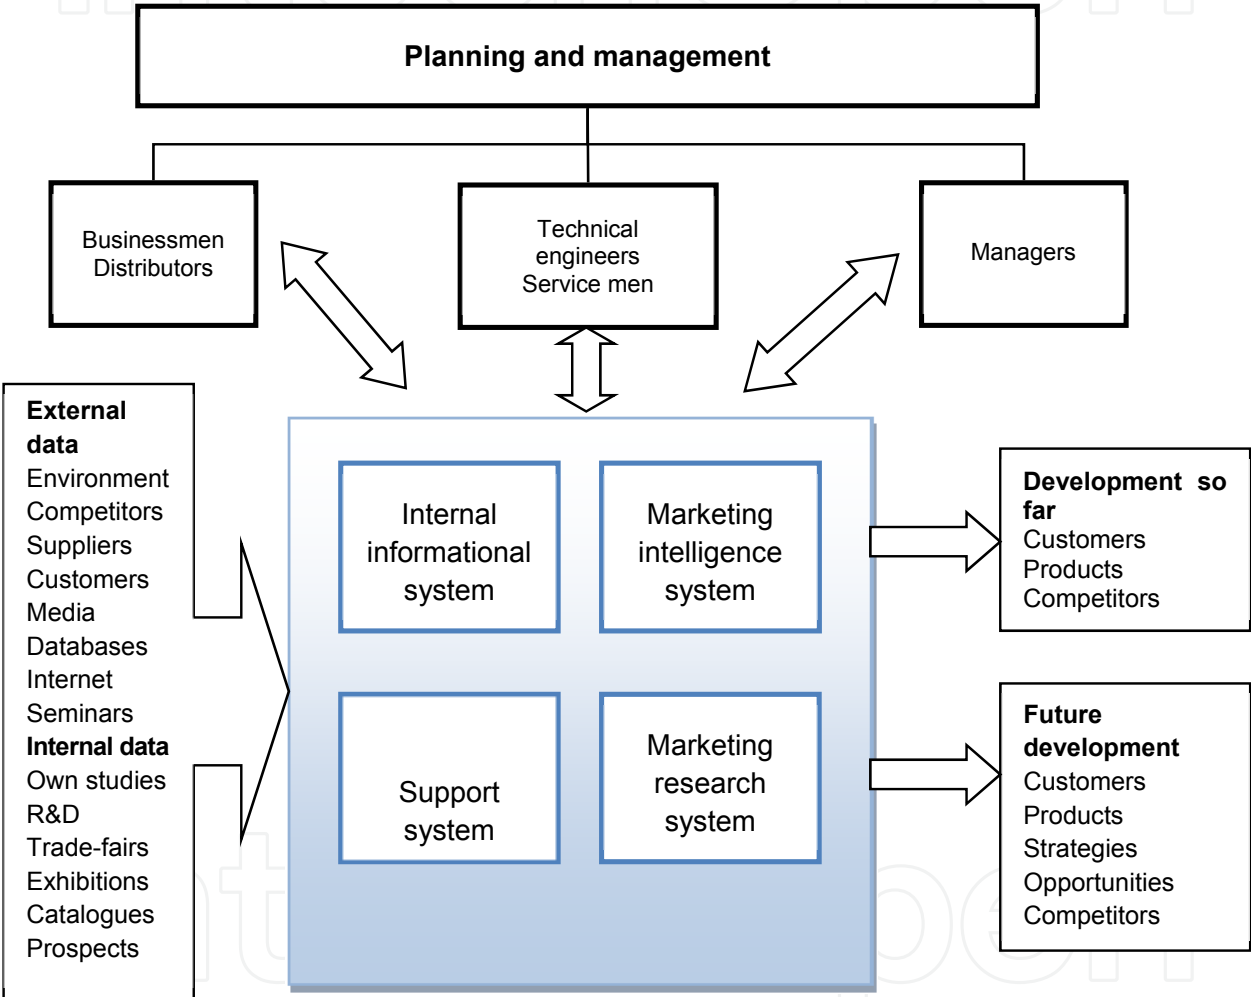 Planning and management
Businessmen
Distributors
Technical
engineers
Service men
Managers
External
data
Environment
Competitors
Suppliers
Customers
Media
Databases
Internet
Seminars
Internal data
Own studies
R&D
Trade-fairs
Exhibitions
Catalogues
Prospects
Internal
informational
system
Marketing
intelligence
system
Support
system
Marketing
research
system
Development so
far
Customers
Products
Competitors
Future
development
Customers
Products
Strategies
Opportunities
Competitors